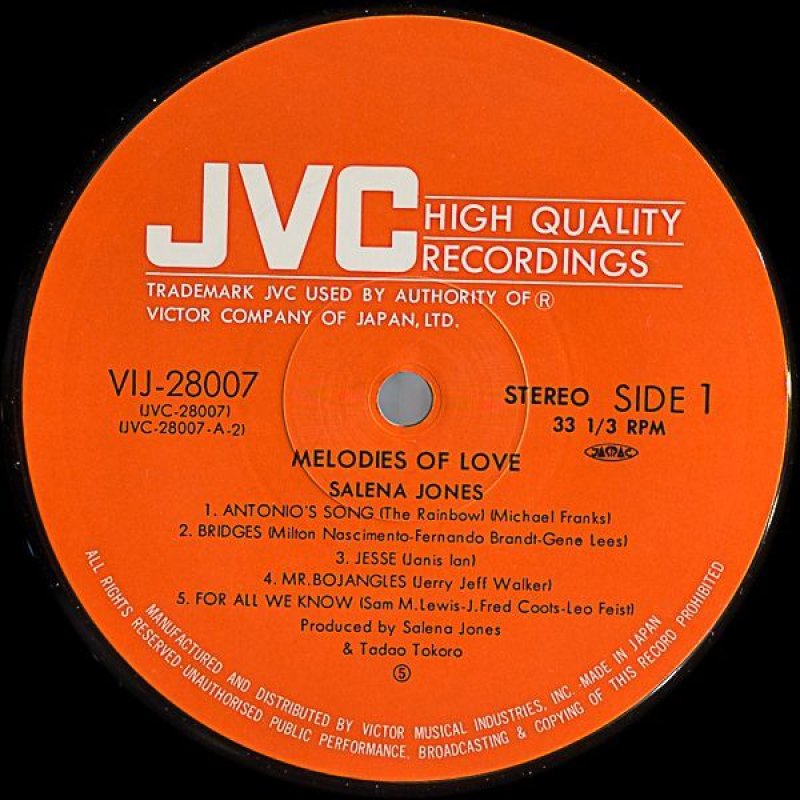 JVC
HIGH QUALITY
RECORDINGS
TRADEMARK JVC USED BY AUTHORITY OF ®
VICTOR COMPANY OF JAPAN, LTD.
VIJ-28007
(JVC-28007)
(JVC-28007-A-2)
STEREO SIDE 1
33 1/3 RPM
JASRAC
MELODIES OF LOVE
SALENA JONES
1. ANTONIO'S SONG (The Rainbow) (Michael Franks)
2. BRIDGES (Milton Nascimento-Fernando Brandt-Gene Lees)
3. JESSE (Janis Ian)
4. MR.BOJANGLES (Jerry Jeff Walker)
5. FOR ALL WE KNOW (Sam M.Lewis-J.Fred Coots-Leo Feist)
Produced by Salena Jones
& Tadao Tokoro
⑤
MANUFACTURED AND DISTRIBUTED BY VICTOR MUSICAL INDUSTRIES, INC. -MADE IN JAPAN
ALL RIGHTS RESERVED-UNAUTHORISED PUBLIC PERFORMANCE, BROADCASTING & COPYING OF THIS RECORD PROHIBITED